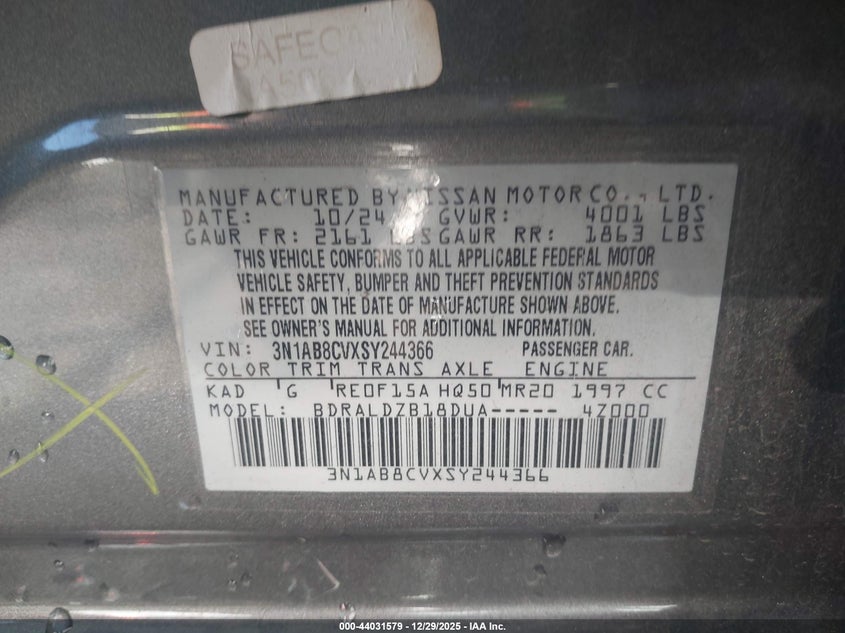 SAFECA
MANUFACTURED BY NISSAN MOTOR CO., LTD.
DATE: 10/24 GVWR: 4001 LBS
GAWR FR: 2161 LBS GAWR RR: 1863 LBS
THIS VEHICLE CONFORMS TO ALL APPLICABLE FEDERAL MOTOR
VEHICLE SAFETY, BUMPER AND THEFT PREVENTION STANDARDS
IN EFFECT ON THE DATE OF MANUFACTURE SHOWN ABOVE.
SEE OWNER'S MANUAL FOR ADDITIONAL INFORMATION.
VIN: 3N1AB8CVXSY244366 PASSENGER CAR.
COLOR TRIM TRANS AXLE ENGINE
KAD G RE0F15A HQ50 MR20 1997 CC
MODEL: BDRALDZB18DUA----- 4Z000
3N1AB8CVXSY244366
000-44031579 — 12/29/2025 - IAA Inc.